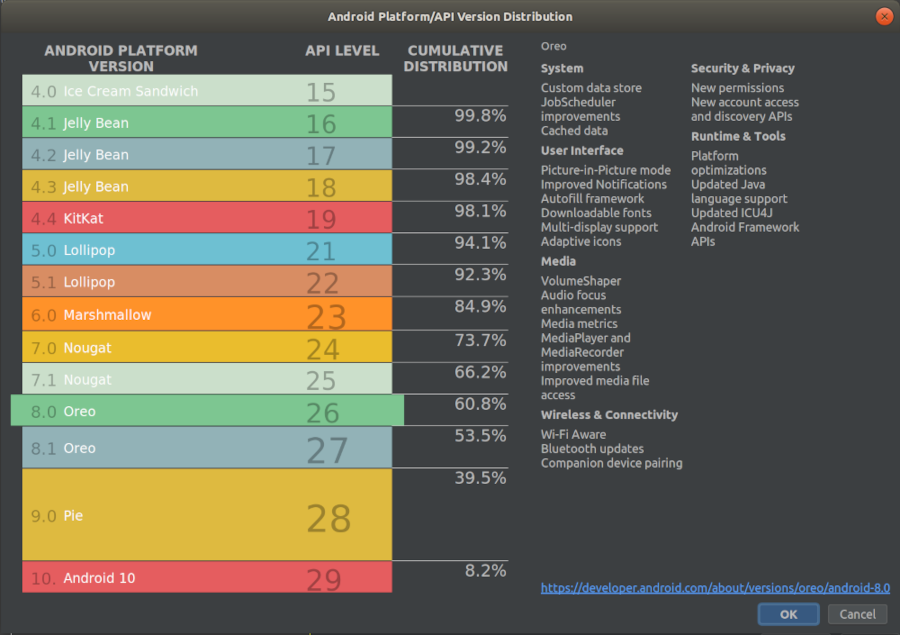 Android Platform/API Version Distribution
ANDROID PLATFORM
VERSION
API LEVEL
CUMULATIVE
DISTRIBUTION
4.0 Ice Cream Sandwich 15
99.8%
4.1 Jelly Bean 16
99.2%
4.2 Jelly Bean 17
98.4%
4.3 Jelly Bean 18
98.1%
4.4 KitKat 19
94.1%
5.0 Lollipop 21
92.3%
5.1 Lollipop 22
84.9%
6.0 Marshmallow 23
73.7%
7.0 Nougat 24
66.2%
7.1 Nougat 25
60.8%
8.0 Oreo 26
53.5%
8.1 Oreo 27
39.5%
9.0 Pie 28
8.2%
10. Android 10 29
Oreo
System
Custom data store
JobScheduler
improvements
Cached data
User Interface
Picture-in-Picture mode
Improved Notifications
Autofill framework
Downloadable fonts
Multi-display support
Adaptive icons
Media
VolumeShaper
Audio focus
enhancements
Media metrics
MediaPlayer and
MediaRecorder
improvements
Improved media file
access
Wireless & Connectivity
Wi-Fi Aware
Bluetooth updates
Companion device pairing
Security & Privacy
New permissions
New account access
and discovery APIs
Runtime & Tools
Platform
optimizations
Updated Java
language support
Updated ICU4J
Android Framework
APIs
https://developer.android.com/about/versions/oreo/android-8.0
OK
Cancel